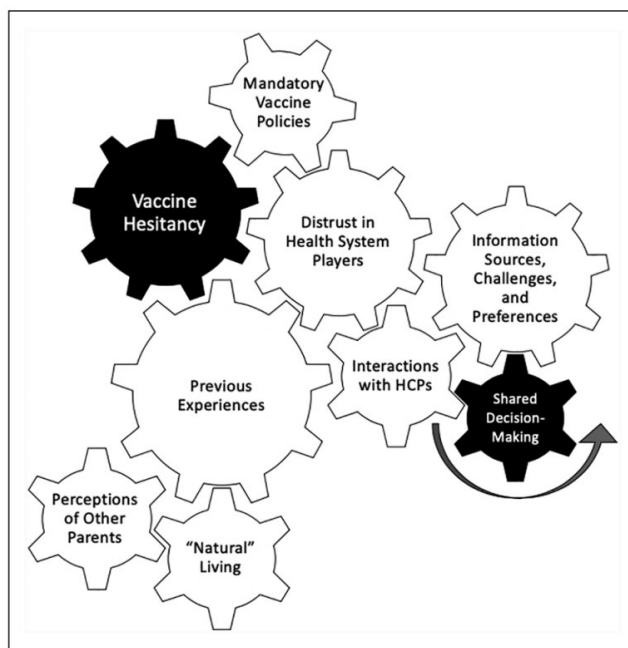 Mandatory
Vaccine
Policies
Vaccine
Hesitancy
Distrust in
Health System
Players
Information
Sources,
Challenges,
and
Preferences
Previous
Experiences
Interactions
with HCPs
Shared
Decision-
Making
Perceptions
of Other
Parents
“Natural”
Living